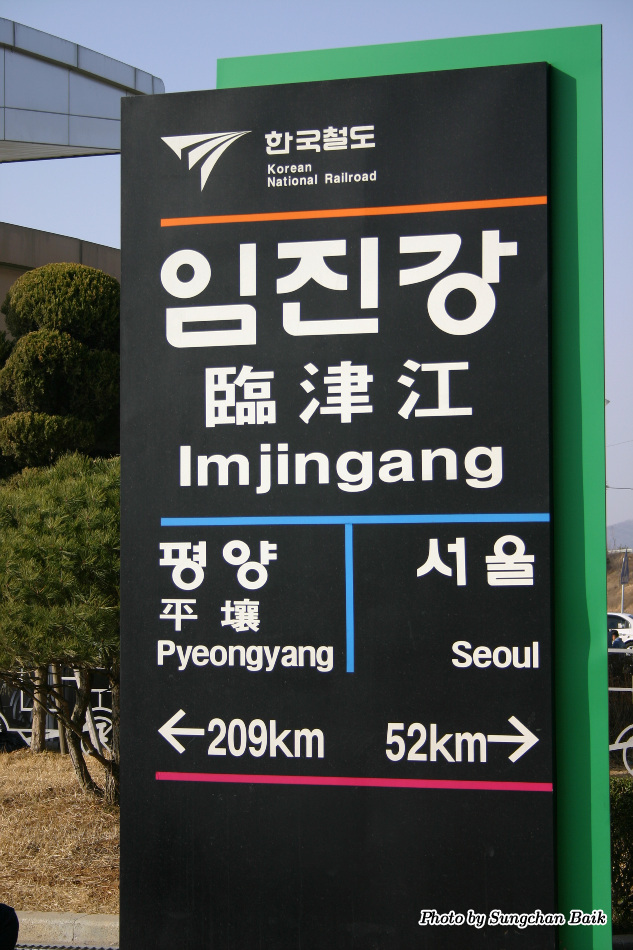 한국철도
Korean
National Railroad
임진강
臨津江
Imjingang
평양
平壤
Pyeongyang
서울
Seoul
←209km
52km→
Photo by Sungchan Baik